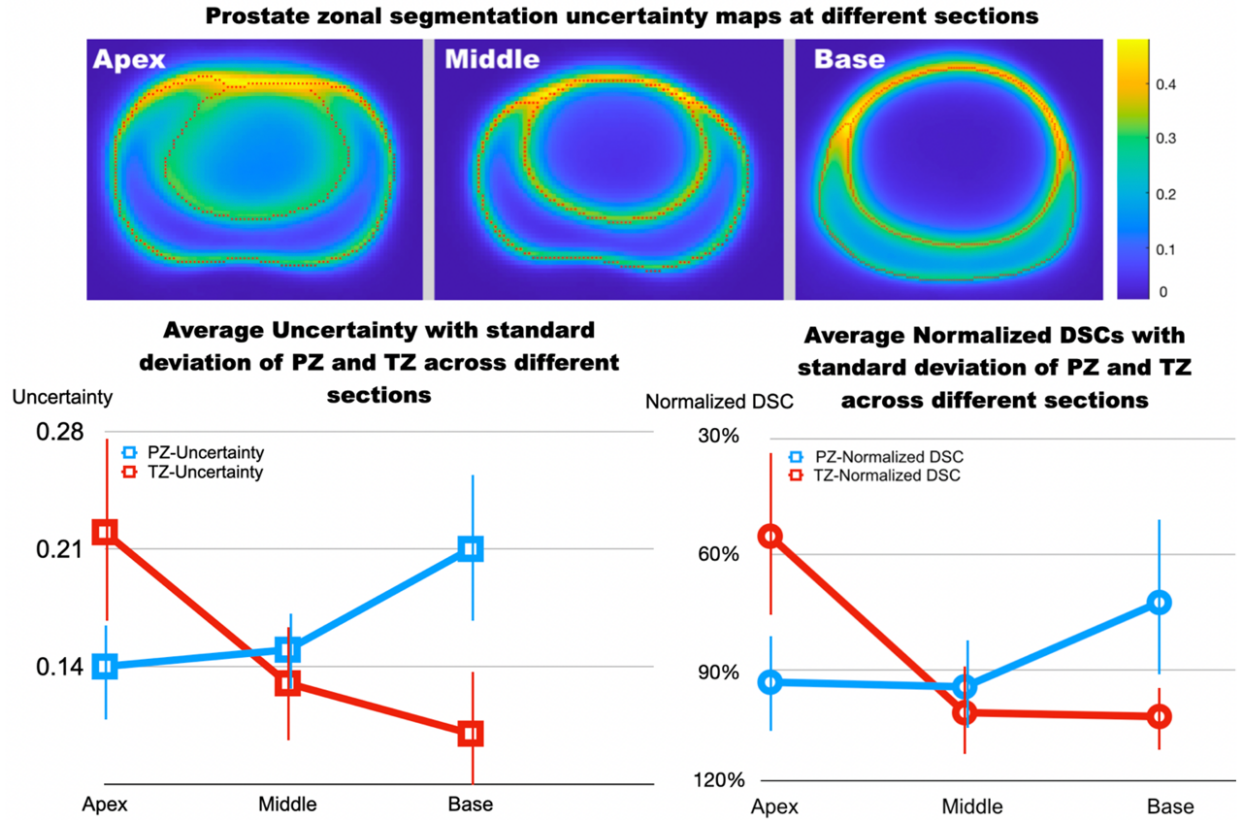 Prostate zonal segmentation uncertainty maps at different sections
Apex
Middle
Base
0.4
0.3
0.2
0.1
0
Average Uncertainty with standard
deviation of PZ and TZ across different
sections
Uncertainty
0.28
PZ-Uncertainty
TZ-Uncertainty
0.21
0.14
Apex
Middle
Base
Average Normalized DSCs with
standard deviation of PZ and TZ
across different sections
Normalized DSC
30%
PZ-Normalized DSC
TZ-Normalized DSC
60%
90%
120%
Apex
Middle
Base